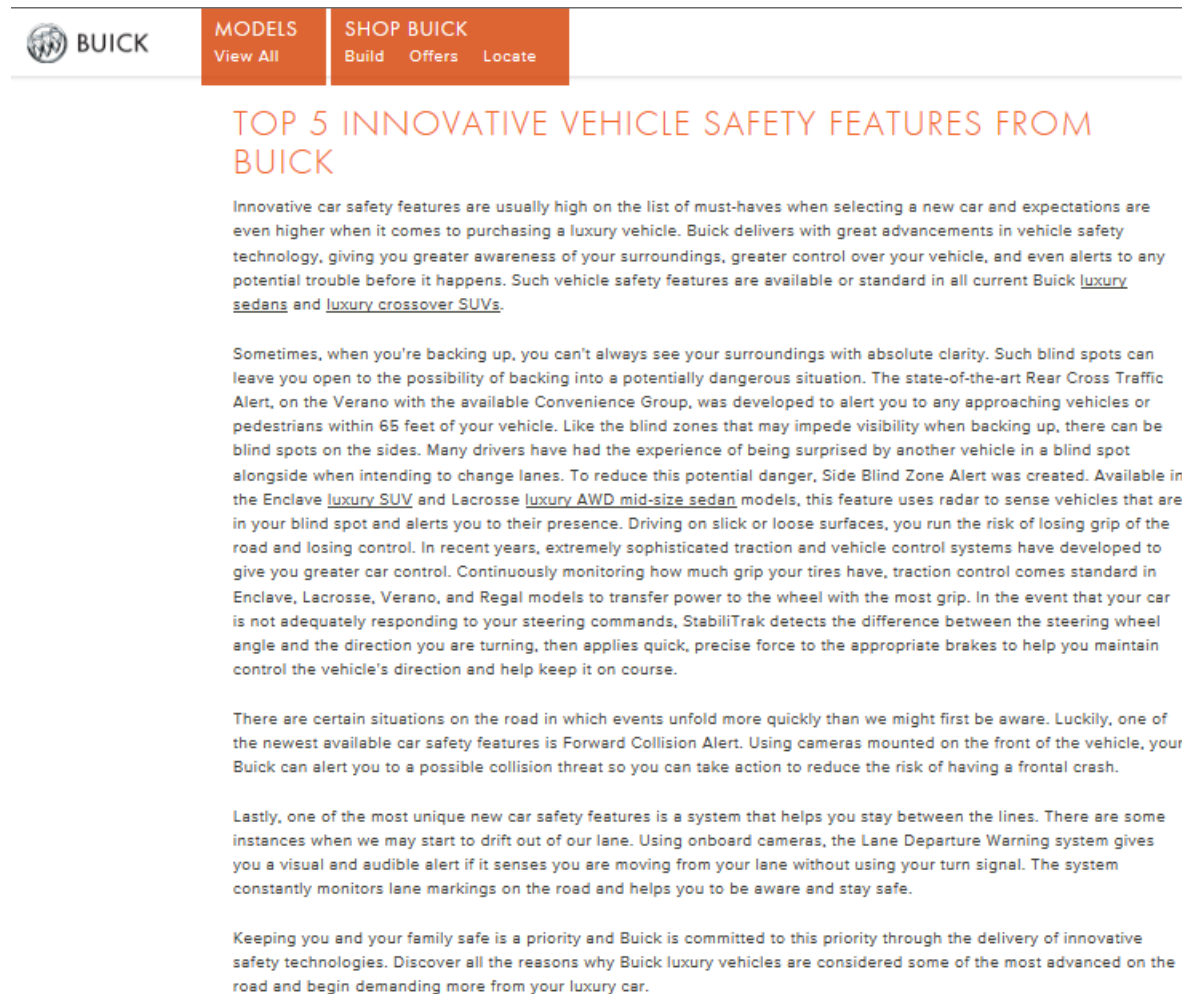 BUICK
MODELS
View All
SHOP BUICK
Build Offers Locate
TOP 5 INNOVATIVE VEHICLE SAFETY FEATURES FROM
BUICK
Innovative car safety features are usually high on the list of must-haves when selecting a new car and expectations are
even higher when it comes to purchasing a luxury vehicle. Buick delivers with great advancements in vehicle safety
technology, giving you greater awareness of your surroundings, greater control over your vehicle, and even alerts to any
potential trouble before it happens. Such vehicle safety features are available or standard in all current Buick luxury
sedans and luxury crossover SUVs.
Sometimes, when you're backing up, you can't always see your surroundings with absolute clarity. Such blind spots can
leave you open to the possibility of backing into a potentially dangerous situation. The state-of-the-art Rear Cross Traffic
Alert, on the Verano with the available Convenience Group, was developed to alert you to any approaching vehicles or
pedestrians within 65 feet of your vehicle. Like the blind zones that may impede visibility when backing up, there can be
blind spots on the sides. Many drivers have had the experience of being surprised by another vehicle in a blind spot
alongside when intending to change lanes. To reduce this potential danger, Side Blind Zone Alert was created. Available in
the Enclave luxury SUV and Lacrosse luxury AWD mid-size sedan models, this feature uses radar to sense vehicles that are
in your blind spot and alerts you to their presence. Driving on slick or loose surfaces, you run the risk of losing grip of the
road and losing control. In recent years, extremely sophisticated traction and vehicle control systems have developed to
give you greater car control. Continuously monitoring how much grip your tires have, traction control comes standard in
Enclave, Lacrosse, Verano, and Regal models to transfer power to the wheel with the most grip. In the event that your car
is not adequately responding to your steering commands, StabiliTrak detects the difference between the steering wheel
angle and the direction you are turning, then applies quick, precise force to the appropriate brakes to help you maintain
control the vehicle's direction and help keep it on course.
There are certain situations on the road in which events unfold more quickly than we might first be aware. Luckily, one of
the newest available car safety features is Forward Collision Alert. Using cameras mounted on the front of the vehicle, your
Buick can alert you to a possible collision threat so you can take action to reduce the risk of having a frontal crash.
Lastly, one of the most unique new car safety features is a system that helps you stay between the lines. There are some
instances when we may start to drift out of our lane. Using onboard cameras, the Lane Departure Warning system gives
you a visual and audible alert if it senses you are moving from your lane without using your turn signal. The system
constantly monitors lane markings on the road and helps you to be aware and stay safe.
Keeping you and your family safe is a priority and Buick is committed to this priority through the delivery of innovative
safety technologies. Discover all the reasons why Buick luxury vehicles are considered some of the most advanced on the
road and begin demanding more from your luxury car.